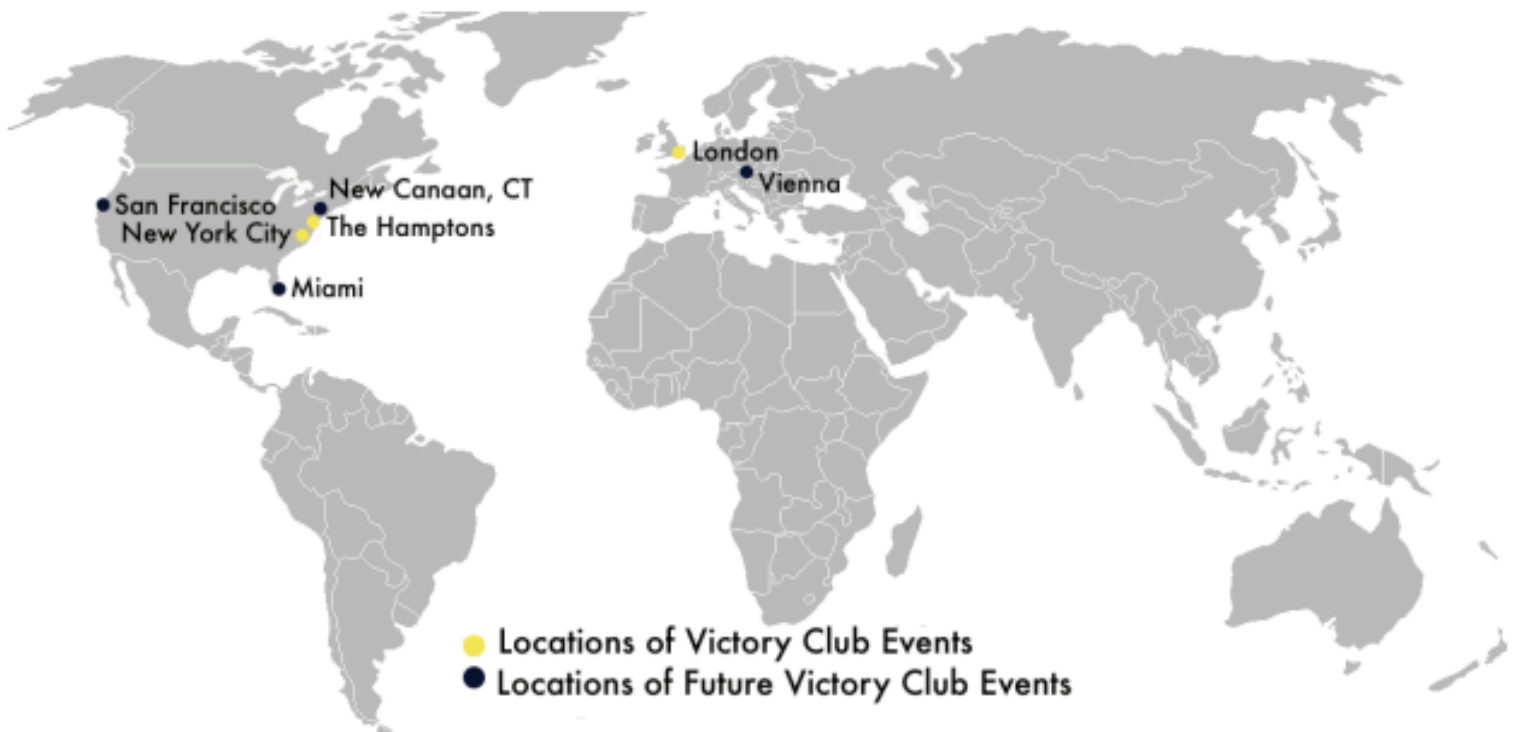 London
Vienna
New Canaan, CT
San Francisco
The Hamptons
New York City
Miami
Locations of Victory Club Events
Locations of Future Victory Club Events